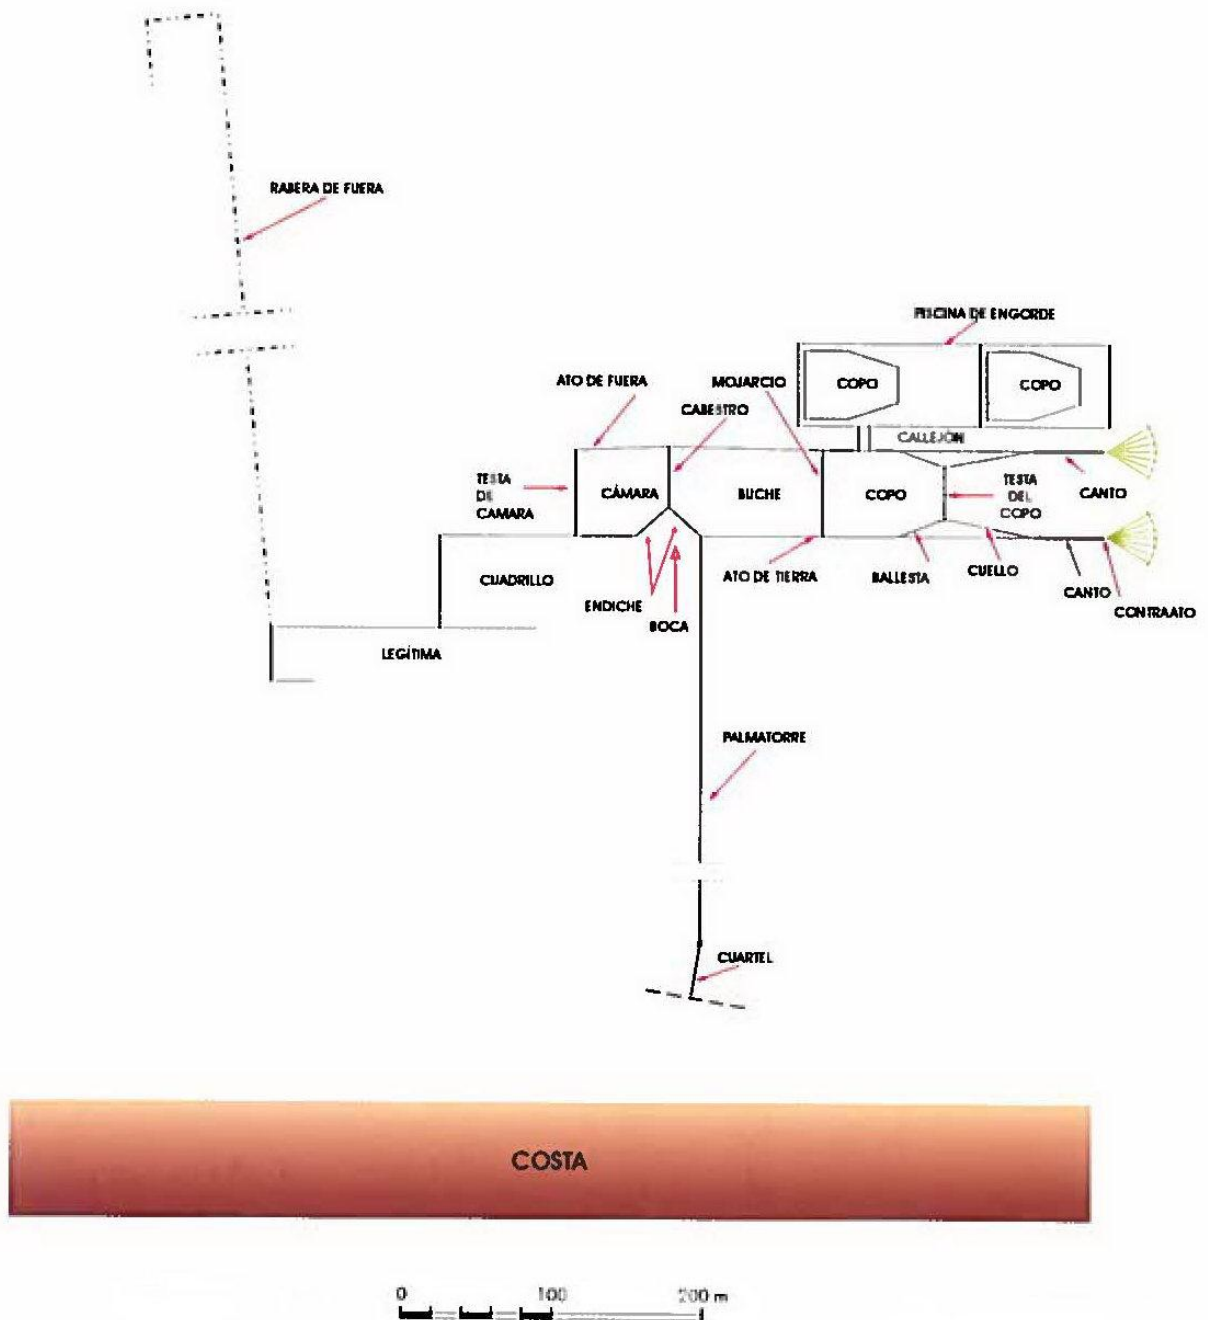 RABERA DE FUERA
PISCINA DE ENGORDE
COPO
COPO
ATO DE FUERA
MOJARCIO
CABESTRO
CALLEJÓN
TESTA
DE
CAMARA
CÁMARA
BUCHE
COPO
TESTA
DEL
COPO
CANTO
CUADRILLO
ENDICHE
BOCA
ATO DE TIERRA
BALLESTA
CUELLO
CANTO
CONTRAATO
LEGÍTIMA
PALMATORRE
CUARTEL
COSTA
0 100 200 m